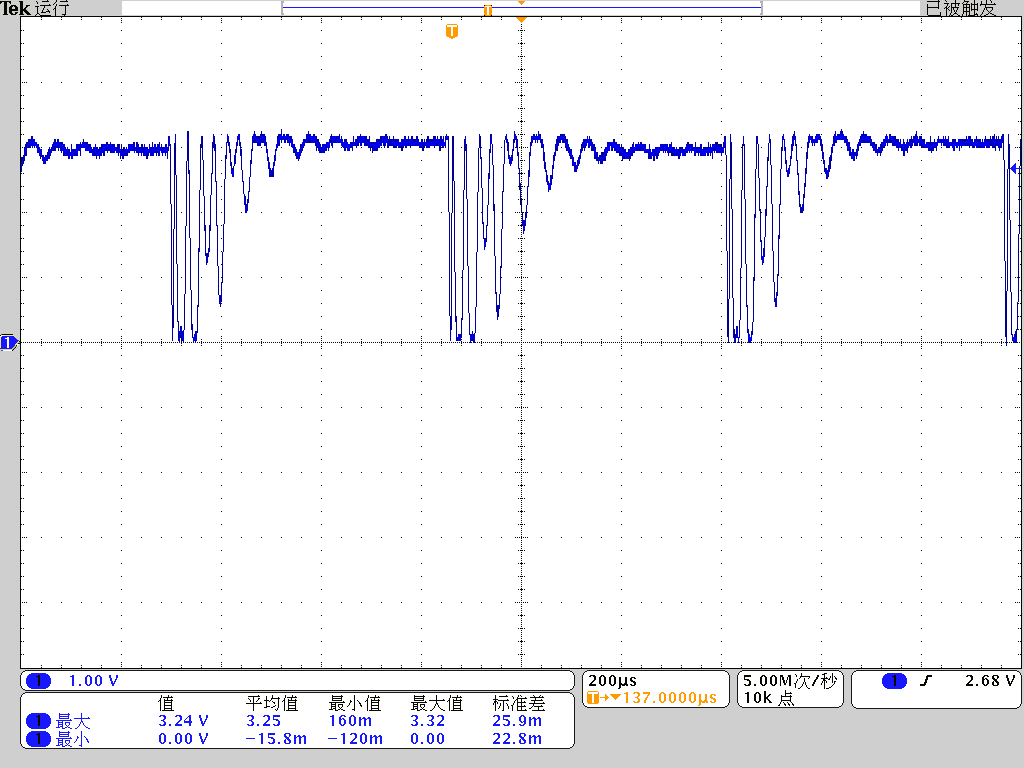 Tek 运行 T 已被触发
T
1
1 1.00 V
值 平均值 最小值 最大值 标准差
1 最大 3.24 V 3.25 160m 3.32 25.9m
1 最小 0.00 V −15.8m −120m 0.00 22.8m
200µs
T→▼137.0000µs
5.00M次/秒
10k 点
1 2.68 V